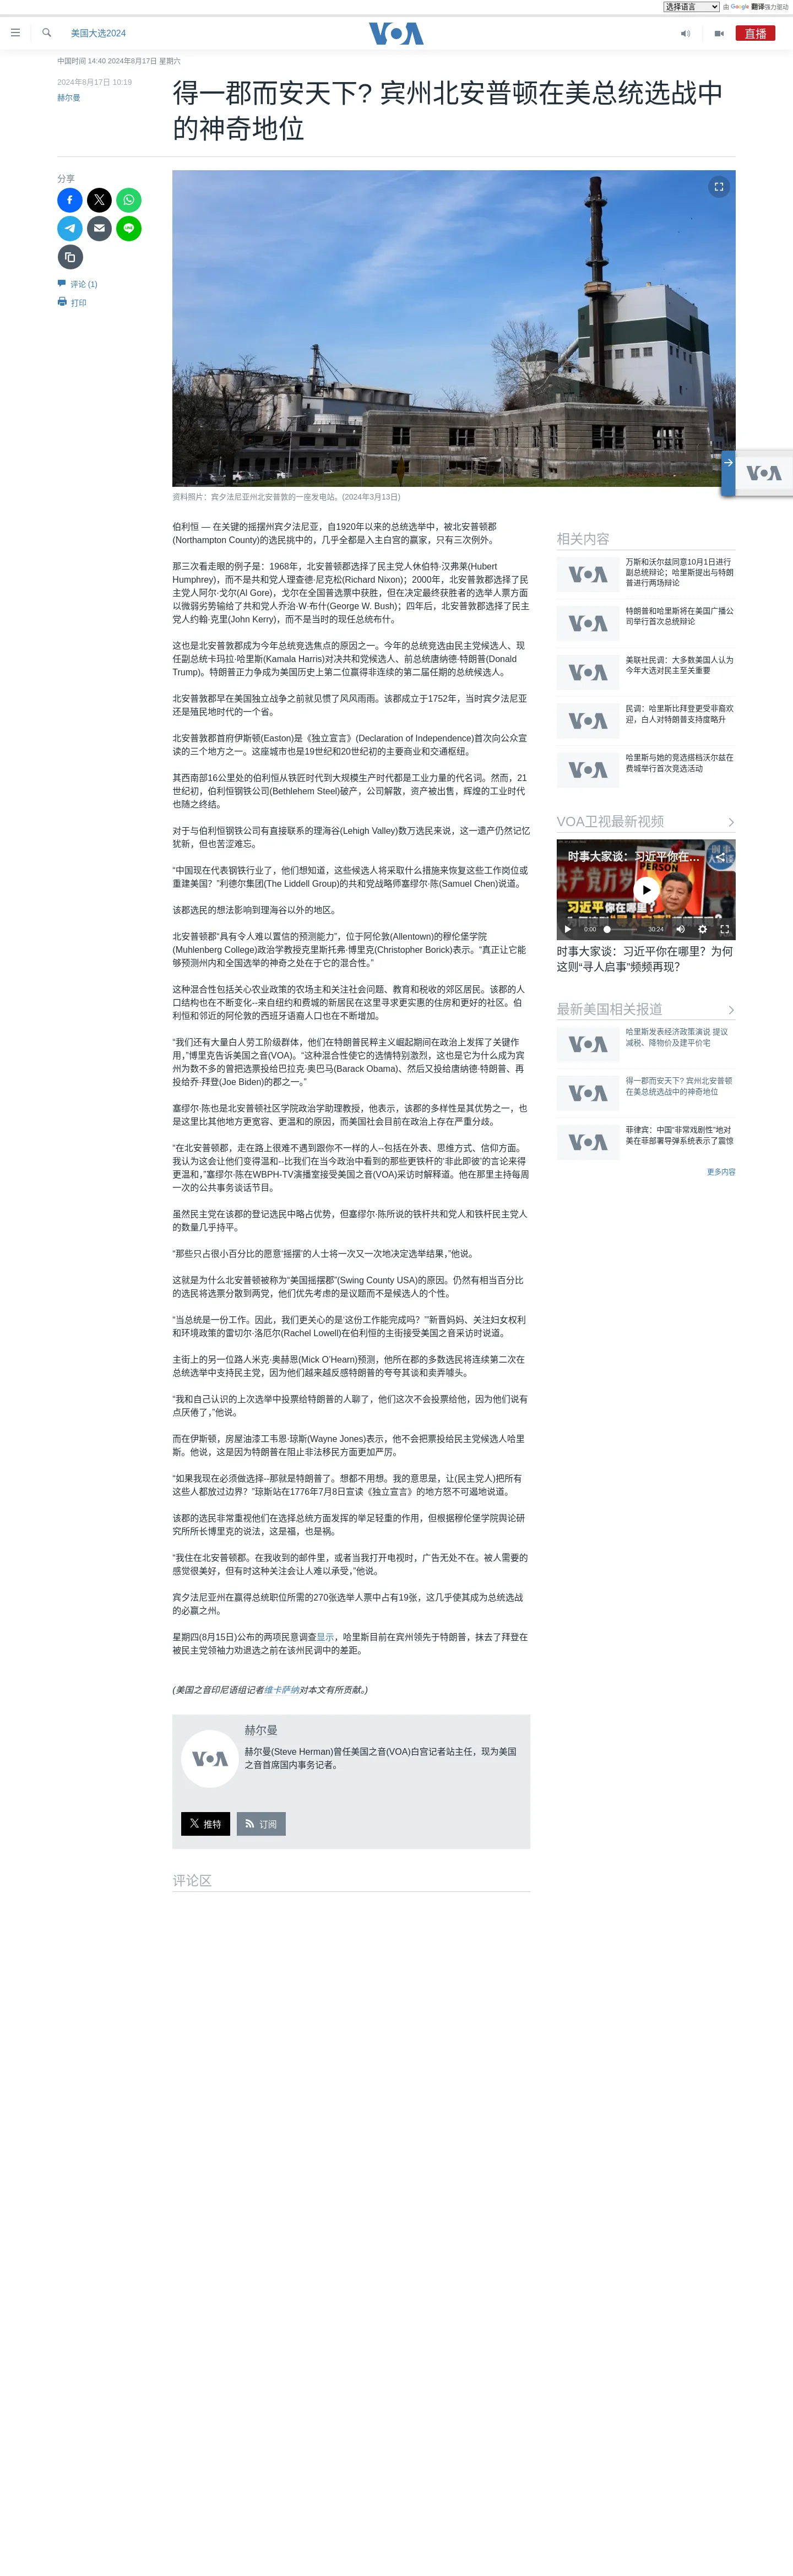 选择语言
由 Google 翻译强力驱动
美国大选2024
VOA
直播
中国时间 14:40 2024年8月17日 星期六
2024年8月17日 10:19
赫尔曼
得一郡而安天下? 宾州北安普顿在美总统选战中
的神奇地位
分享
评论 (1)
打印
资料照片：宾夕法尼亚州北安普敦的一座发电站。(2024年3月13日)
伯利恒 — 在关键的摇摆州宾夕法尼亚，自1920年以来的总统选举中，被北安普顿郡
(Northampton County)的选民挑中的，几乎全都是入主白宫的赢家，只有三次例外。
那三次看走眼的例子是：1968年，北安普顿郡选择了民主党人休伯特·汉弗莱(Hubert
Humphrey)，而不是共和党人理查德·尼克松(Richard Nixon)；2000年，北安普敦郡选择了民
主党人阿尔·戈尔(Al Gore)，戈尔在全国普选票中获胜，但在决定最终获胜者的选举人票方面
以微弱劣势输给了共和党人乔治·W·布什(George W. Bush)；四年后，北安普敦郡选择了民主
党人约翰·克里(John Kerry)，而不是当时的现任总统布什。
这也是北安普敦郡成为今年总统竞选焦点的原因之一。今年的总统竞选由民主党候选人、现
任副总统卡玛拉·哈里斯(Kamala Harris)对决共和党候选人、前总统唐纳德·特朗普(Donald
Trump)。特朗普正力争成为美国历史上第二位赢得非连续的第二届任期的总统候选人。
北安普敦郡早在美国独立战争之前就见惯了风风雨雨。该郡成立于1752年，当时宾夕法尼亚
还是殖民地时代的一个省。
北安普敦郡首府伊斯顿(Easton)是《独立宣言》(Declaration of Independence)首次向公众宣
读的三个地方之一。这座城市也是19世纪和20世纪初的主要商业和交通枢纽。
其西南部16公里处的伯利恒从铁匠时代到大规模生产时代都是工业力量的代名词。然而，21
世纪初，伯利恒钢铁公司(Bethlehem Steel)破产，公司解散，资产被出售，辉煌的工业时代
也随之终结。
对于与伯利恒钢铁公司有直接联系的理海谷(Lehigh Valley)数万选民来说，这一遗产仍然记忆
犹新，但也苦涩难忘。
“中国现在代表钢铁行业了，他们想知道，这些候选人将采取什么措施来恢复这些工作岗位或
重建美国？”利德尔集团(The Liddell Group)的共和党战略师塞缪尔·陈(Samuel Chen)说道。
该郡选民的想法影响到理海谷以外的地区。
北安普顿郡“具有令人难以置信的预测能力”，位于阿伦敦(Allentown)的穆伦堡学院
(Muhlenberg College)政治学教授克里斯托弗·博里克(Christopher Borick)表示。“真正让它能
够预测州内和全国选举的神奇之处在于它的混合性。”
这种混合性包括关心农业政策的农场主和关注社会问题、教育和税收的郊区居民。该郡的人
口结构也在不断变化--来自纽约和费城的新居民在这里寻求更实惠的住房和更好的社区。伯
利恒和邻近的阿伦敦的西班牙语裔人口也在不断增加。
“我们还有大量白人劳工阶级群体，他们在特朗普民粹主义崛起期间在政治上发挥了关键作
用，”博里克告诉美国之音(VOA)。“这种混合性使它的选情特别激烈，这也是它为什么成为宾
州为数不多的曾把选票投给巴拉克·奥巴马(Barack Obama)、然后又投给唐纳德·特朗普、再
投给乔·拜登(Joe Biden)的郡之一。”
塞缪尔·陈也是北安普顿社区学院政治学助理教授，他表示，该郡的多样性是其优势之一，也
是这里比其他地方更宽容、更温和的原因，而美国社会目前在政治上存在严重分歧。
“在北安普顿郡，走在路上很难不遇到跟你不一样的人--包括在外表、思维方式、信仰方面。
我认为这会让他们变得温和--比我们在当今政治中看到的那些更铁杆的‘非此即彼’的言论来得
更温和，”塞缪尔·陈在WBPH-TV演播室接受美国之音(VOA)采访时解释道。他在那里主持每周
一次的公共事务谈话节目。
虽然民主党在该郡的登记选民中略占优势，但塞缪尔·陈所说的铁杆共和党人和铁杆民主党人
的数量几乎持平。
“那些只占很小百分比的愿意‘摇摆’的人士将一次又一次地决定选举结果，”他说。
这就是为什么北安普顿被称为“美国摇摆郡”(Swing County USA)的原因。仍然有相当百分比
的选民将选票分散到两党，他们优先考虑的是议题而不是候选人的个性。
“当总统是一份工作。因此，我们更关心的是‘这份工作能完成吗？’”新晋妈妈、关注妇女权利
和环境政策的雷切尔·洛厄尔(Rachel Lowell)在伯利恒的主街接受美国之音采访时说道。
主街上的另一位路人米克·奥赫恩(Mick O’Hearn)预测，他所在郡的多数选民将连续第二次在
总统选举中支持民主党，因为他们越来越反感特朗普的夸夸其谈和卖弄噱头。
“我和自己认识的上次选举中投票给特朗普的人聊了，他们这次不会投票给他，因为他们说有
点厌倦了，”他说。
而在伊斯顿，房屋油漆工韦恩·琼斯(Wayne Jones)表示，他不会把票投给民主党候选人哈里
斯。他说，这是因为特朗普在阻止非法移民方面更加严厉。
“如果我现在必须做选择--那就是特朗普了。想都不用想。我的意思是，让(民主党人)把所有
这些人都放过边界？”琼斯站在1776年7月8日宣读《独立宣言》的地方怒不可遏地说道。
该郡的选民非常重视他们在选择总统方面发挥的举足轻重的作用，但根据穆伦堡学院舆论研
究所所长博里克的说法，这是福，也是祸。
“我住在北安普顿郡。在我收到的邮件里，或者当我打开电视时，广告无处不在。被人需要的
感觉很美好，但有时这种关注会让人难以承受，”他说。
宾夕法尼亚州在赢得总统职位所需的270张选举人票中占有19张，这几乎使其成为总统选战
的必赢之州。
星期四(8月15日)公布的两项民意调查显示，哈里斯目前在宾州领先于特朗普，抹去了拜登在
被民主党领袖力劝退选之前在该州民调中的差距。
(美国之音印尼语组记者维卡萨纳对本文有所贡献。)
赫尔曼
赫尔曼(Steve Herman)曾任美国之音(VOA)白宫记者站主任，现为美国
之音首席国内事务记者。
推特
订阅
评论区
相关内容
万斯和沃尔兹同意10月1日进行
副总统辩论；哈里斯提出与特朗
普进行两场辩论
特朗普和哈里斯将在美国广播公
司举行首次总统辩论
美联社民调：大多数美国人认为
今年大选对民主至关重要
民调：哈里斯比拜登更受非裔欢
迎，白人对特朗普支持度略升
哈里斯与她的竞选搭档沃尔兹在
费城举行首次竞选活动
VOA卫视最新视频
时事大家谈：习近平你在…
PERSON
习近平
你在哪里?
0:00
30:24
时事大家谈：习近平你在哪里？为何
这则“寻人启事”频频再现？
最新美国相关报道
哈里斯发表经济政策演说 提议
减税、降物价及建平价宅
得一郡而安天下? 宾州北安普顿
在美总统选战中的神奇地位
菲律宾：中国“非常戏剧性”地对
美在菲部署导弹系统表示了震惊
更多内容